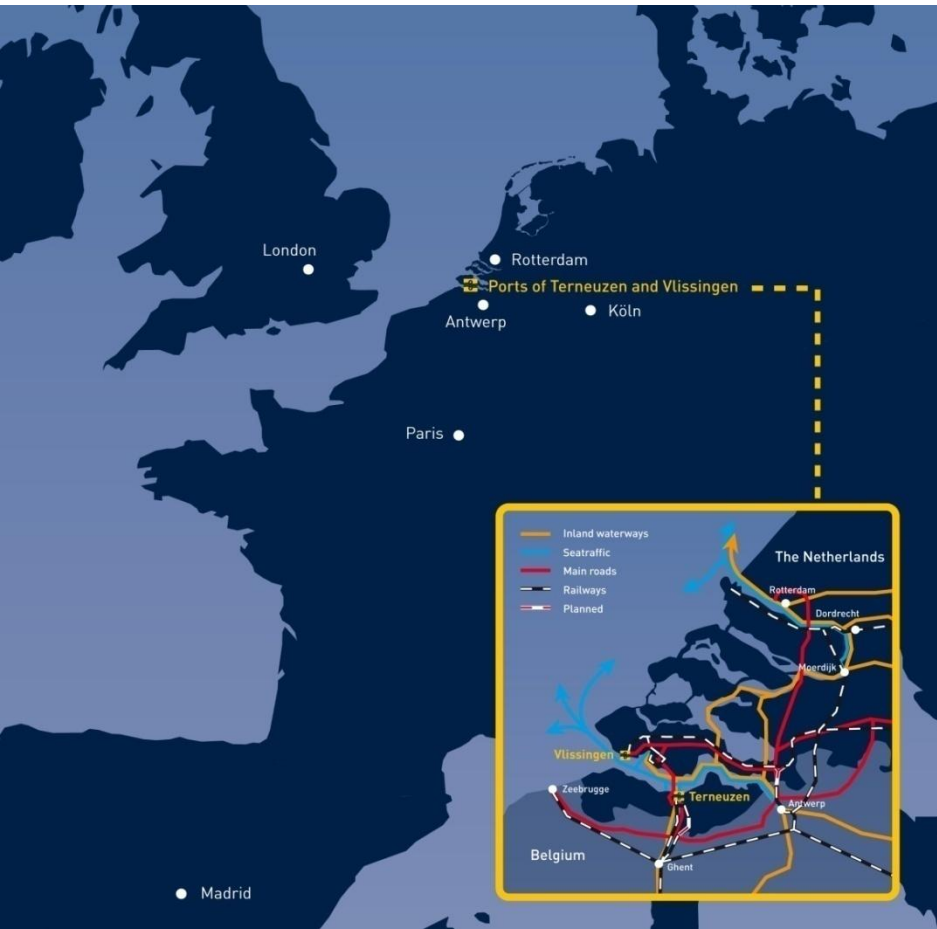 London
Rotterdam
Ports of Terneuzen and Vlissingen
Antwerp
Köln
Paris
Madrid
Inland waterways
Seatraffic
Main roads
Railways
Planned
The Netherlands
Rotterdam
Dordrecht
Moerdijk
Vlissingen
Zeebrugge
Terneuzen
Antwerp
Belgium
Ghent